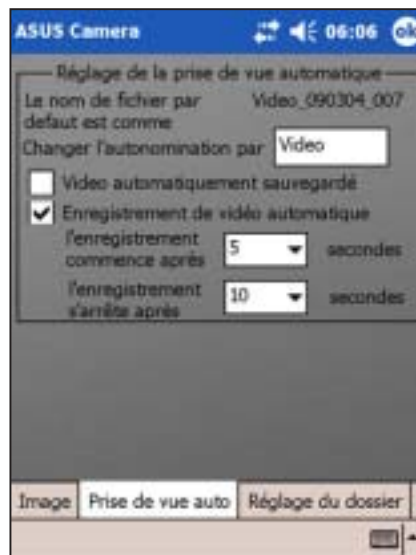 ASUS Camera 06:06 ok
Réglage de la prise de vue automatique
Le nom de fichier par Video_090304_007
defaut est comme
Changer l'autonomination par Video
Video automatiquement sauvegardé
Enregistrement de vidéo automatique
l'enregistrement
commence après 5 secondes
l'enregistrement
s'arrête après 10 secondes
Image Prise de vue auto Réglage du dossier